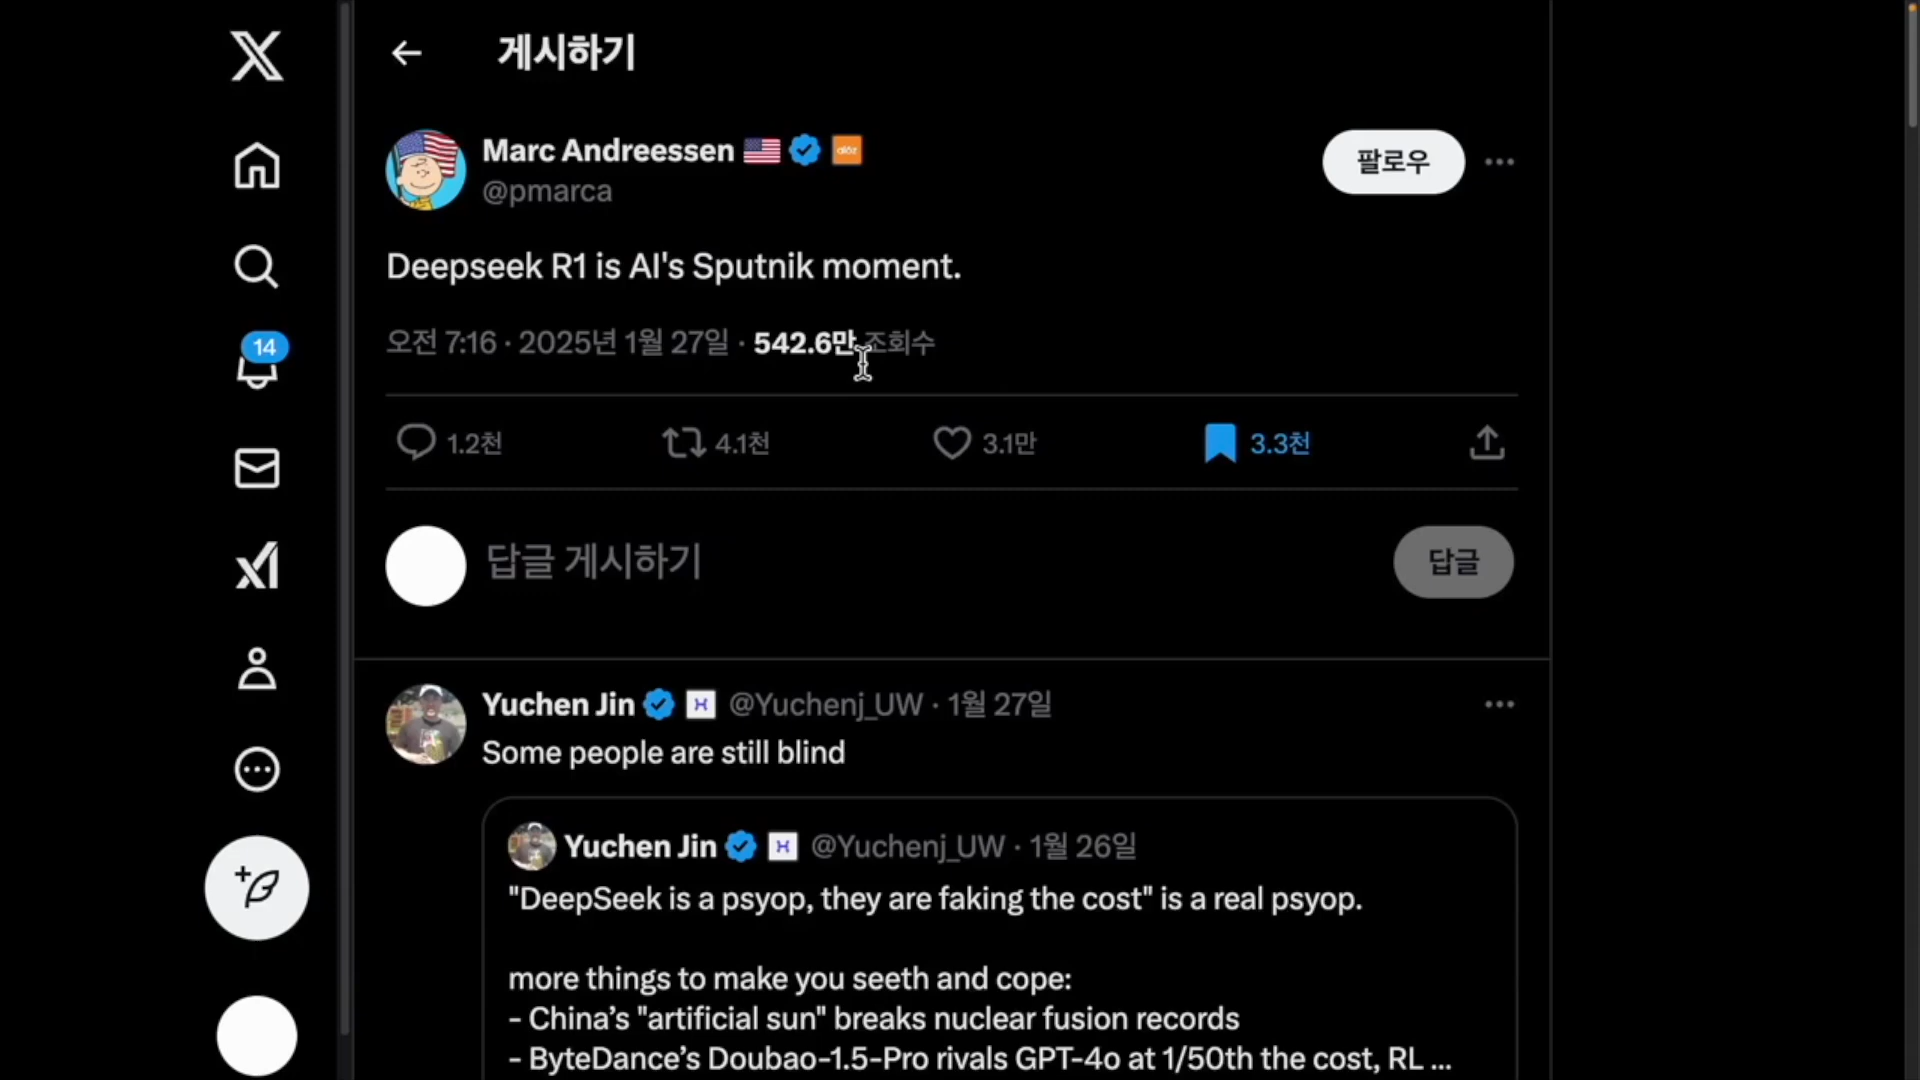 게시하기
Marc Andreessen
a16z
@pmarca
팔로우
Deepseek R1 is AI's Sputnik moment.
오전 7:16 · 2025년 1월 27일 · 542.6만 조회수
14
1.2천 4.1천 3.1만 3.3천
답글 게시하기
답글
Yuchen Jin @Yuchenj_UW · 1월 27일
Some people are still blind
Yuchen Jin @Yuchenj_UW · 1월 26일
"DeepSeek is a psyop, they are faking the cost" is a real psyop.
more things to make you seeth and cope:
- China’s "artificial sun" breaks nuclear fusion records
- ByteDance’s Doubao-1.5-Pro rivals GPT-4o at 1/50th the cost, RL ...